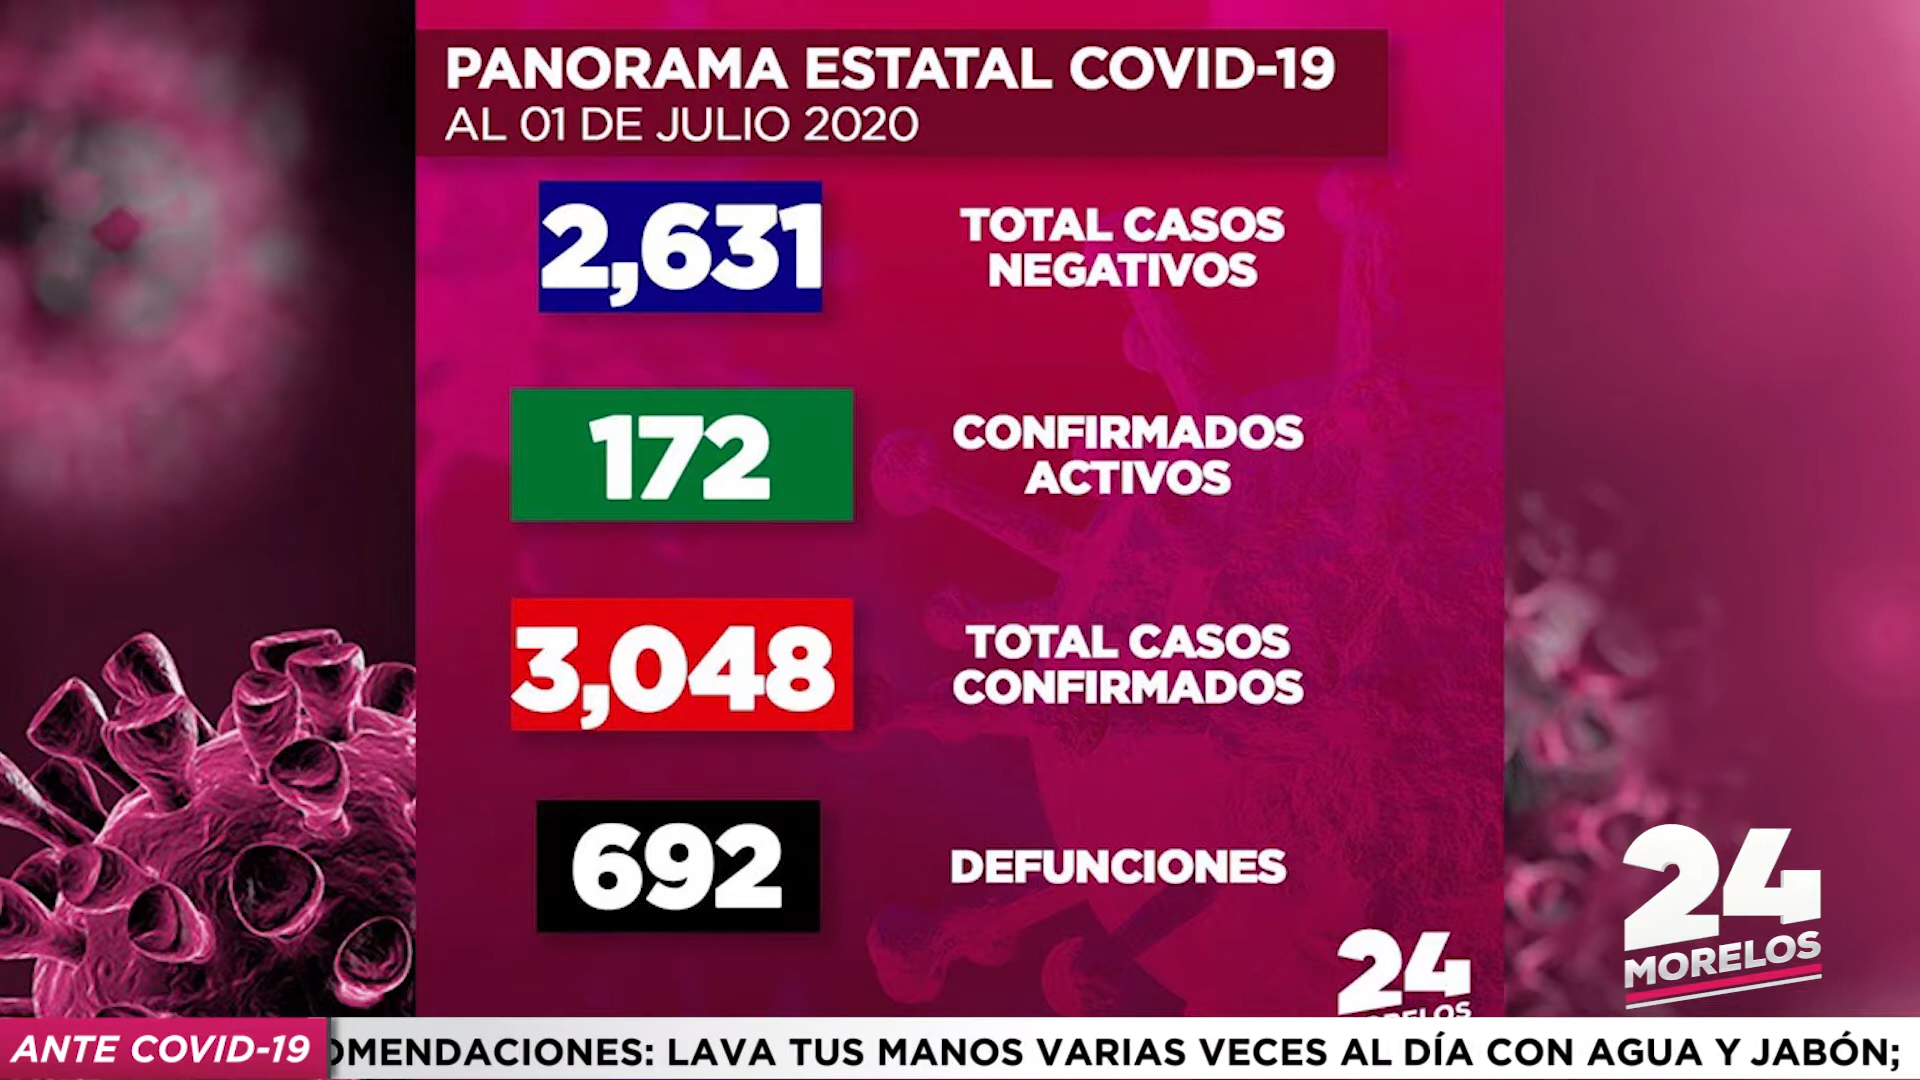 PANORAMA ESTATAL COVID-19
AL 01 DE JULIO 2020
2,631
TOTAL CASOS
NEGATIVOS
172
CONFIRMADOS
ACTIVOS
3,048
TOTAL CASOS
CONFIRMADOS
692
DEFUNCIONES
24
MORELOS
24
MORELOS
ANTE COVID-19
OMENDACIONES: LAVA TUS MANOS VARIAS VECES AL DÍA CON AGUA Y JABÓN;